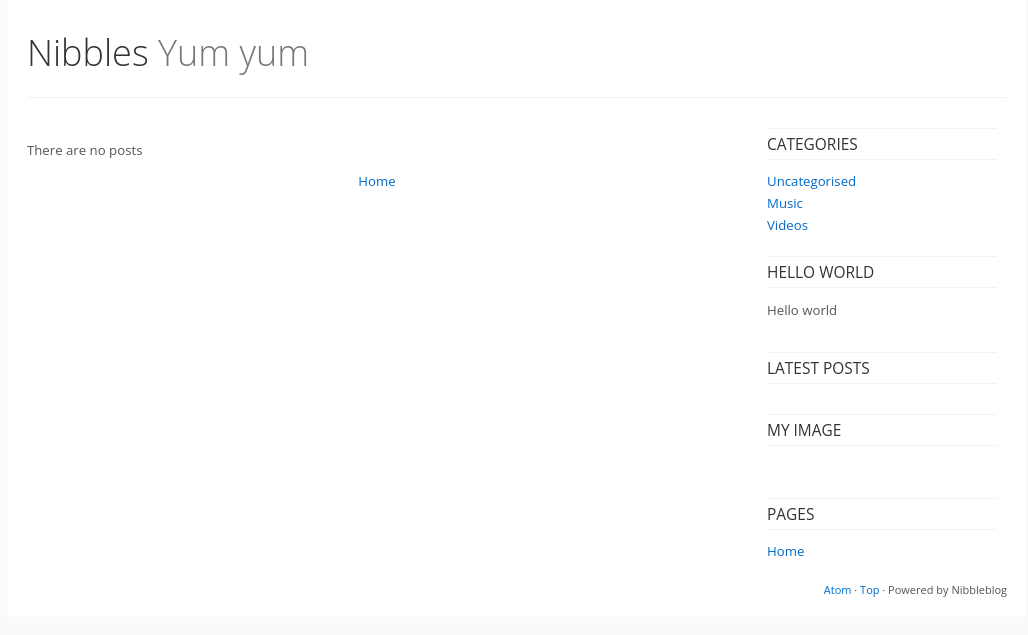 Nibbles Yum yum
There are no posts
Home
CATEGORIES
Uncategorised
Music
Videos
HELLO WORLD
Hello world
LATEST POSTS
MY IMAGE
PAGES
Home
Atom · Top · Powered by Nibbleblog